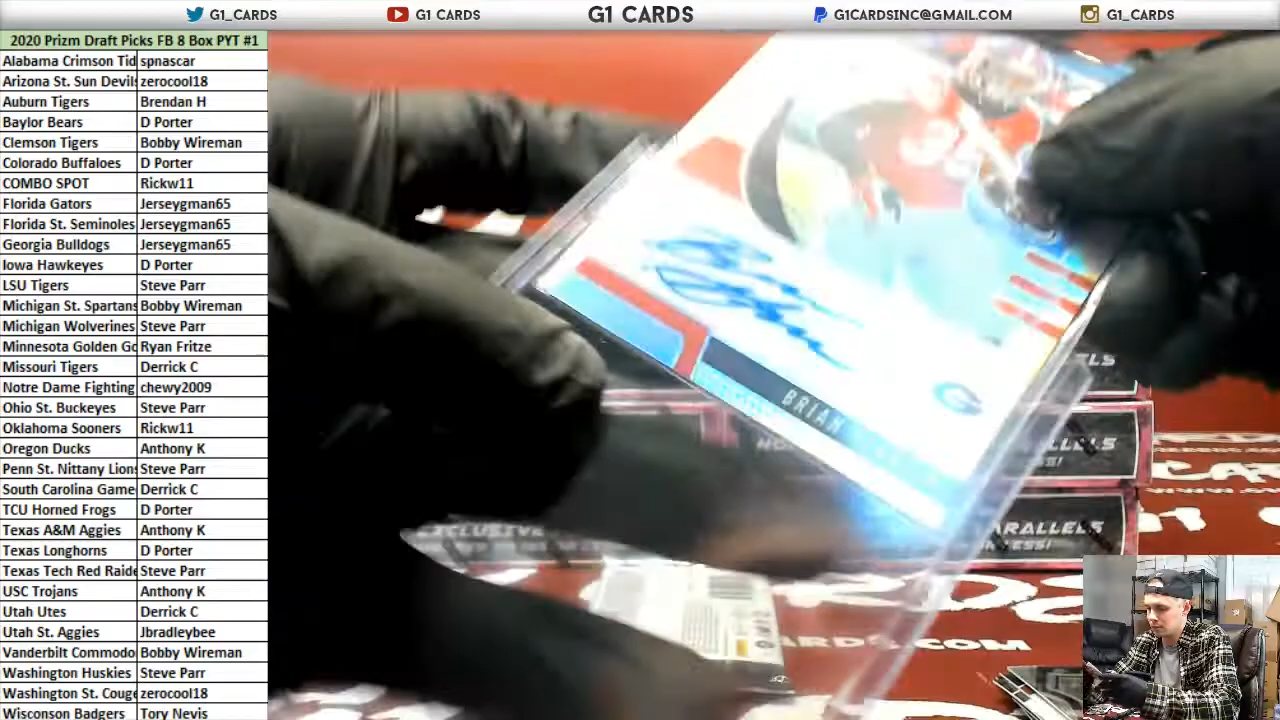 G1_CARDS G1 CARDS G1 CARDS G1CARDSINC@GMAIL.COM G1_CARDS
2020 Prizm Draft Picks FB 8 Box PYT #1
Alabama Crimson Tid spnascar
Arizona St. Sun Devils zerocool18
Auburn Tigers Brendan H
Baylor Bears D Porter
Clemson Tigers Bobby Wireman
Colorado Buffaloes D Porter
COMBO SPOT Rickw11
Florida Gators Jerseygman65
Florida St. Seminoles Jerseygman65
Georgia Bulldogs Jerseygman65
Iowa Hawkeyes D Porter
LSU Tigers Steve Parr
Michigan St. Spartans Bobby Wireman
Michigan Wolverines Steve Parr
Minnesota Golden Go Ryan Fritze
Missouri Tigers Derrick C
Notre Dame Fighting chewy2009
Ohio St. Buckeyes Steve Parr
Oklahoma Sooners Rickw11
Oregon Ducks Anthony K
Penn St. Nittany Lions Steve Parr
South Carolina Game Derrick C
TCU Horned Frogs D Porter
Texas A&M Aggies Anthony K
Texas Longhorns D Porter
Texas Tech Red Raide Steve Parr
USC Trojans Anthony K
Utah Utes Derrick C
Utah St. Aggies Jbradleybee
Vanderbilt Commodo Bobby Wireman
Washington Huskies Steve Parr
Washington St. Couge zerocool18
Wisconsin Badgers Tory Nevis
BRIAN
G
EXCLUSIVE
ARALLELS
ARDS.COM